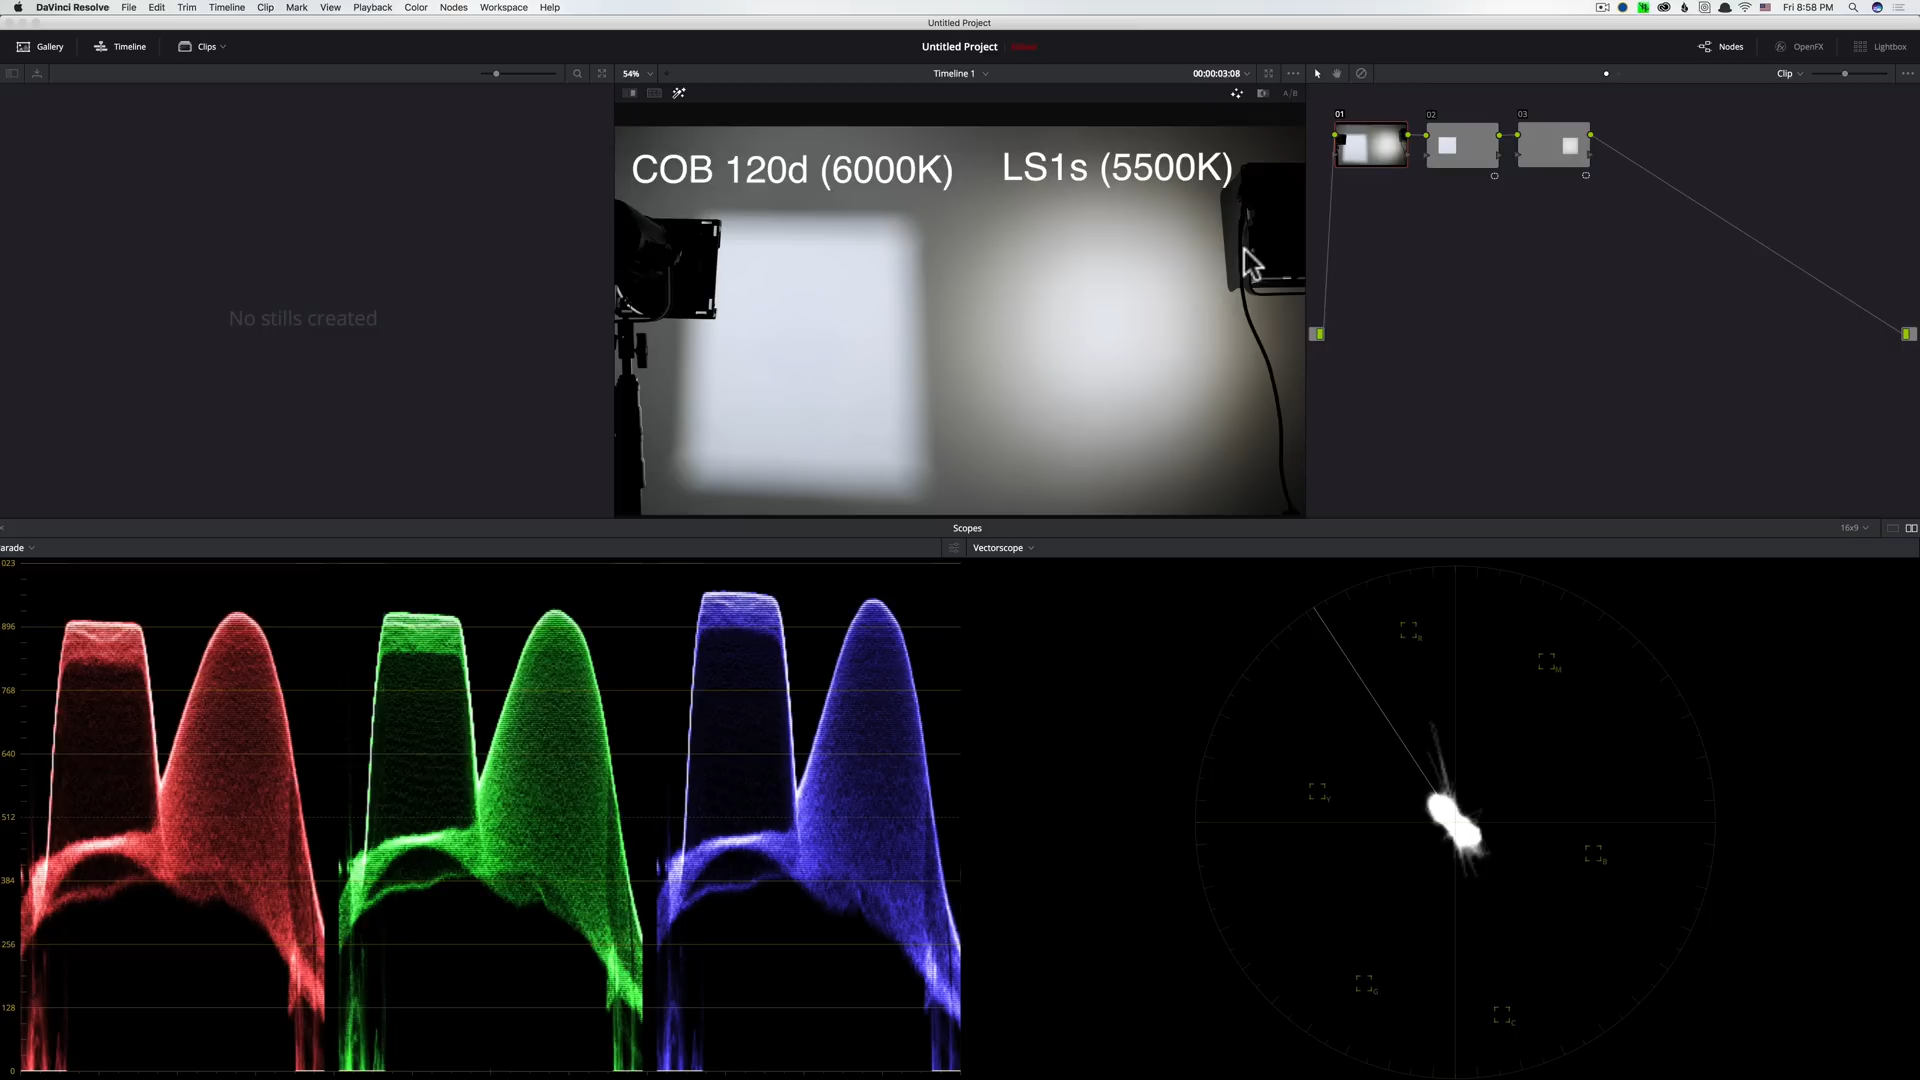 DaVinci Resolve File Edit Trim Timeline Clip Mark View Playback Color Nodes Workspace Help Fri 8:58 PM
Untitled Project
Gallery Timeline Clips Untitled Project Nodes OpenFX Lightbox
54% Timeline 1 00:00:03:08 Clip
A/B
01 02 03
COB 120d (6000K) LS1s (5500K)
No stills created
Scopes 16x9
arade Vectorscope
023
896
768
640
512
384
256
128
0
R
M
Y
B
G
C